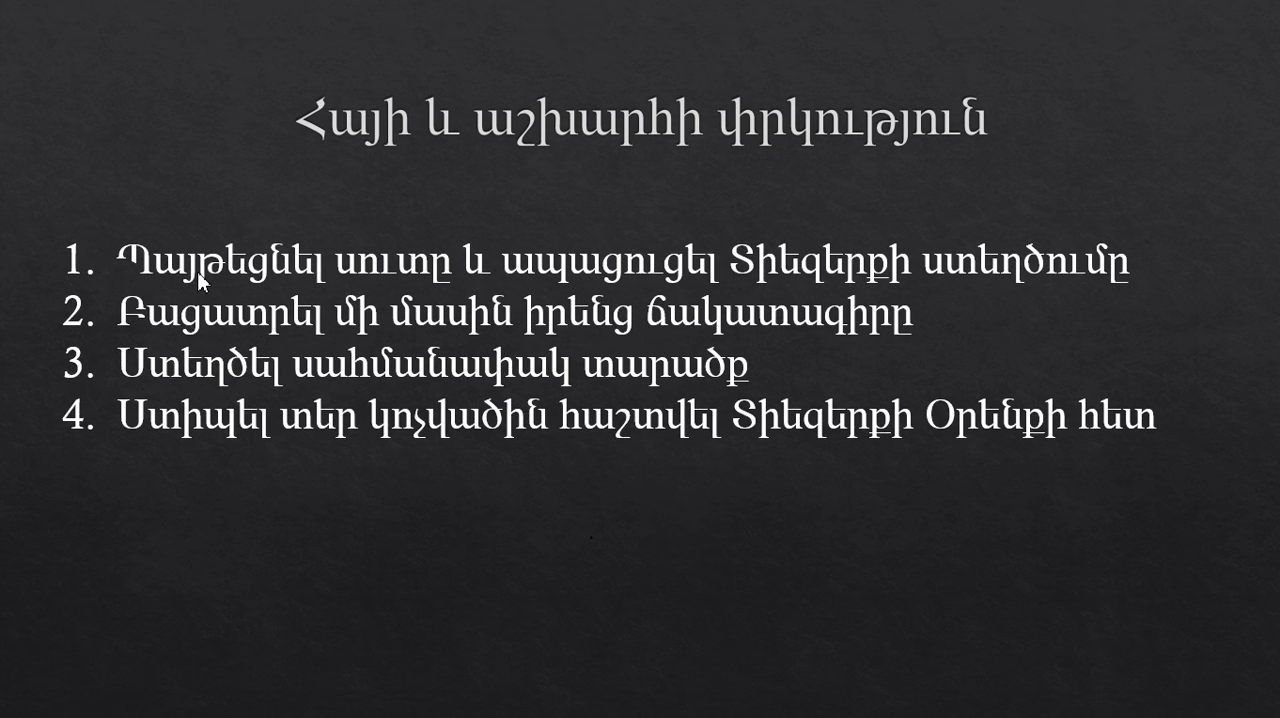 Հայի և աշխարհի փրկություն
1. Պայթեցնել սուտը և ապացուցել Տիեզերքի ստեղծումը
2. Բացատրել մի մասին իրենց ճակատագիրը
3. Ստեղծել սահմանափակ տարածք
4. Ստիպել տեր կոչվածին հաշտվել Տիեզերքի Օրենքի հետ